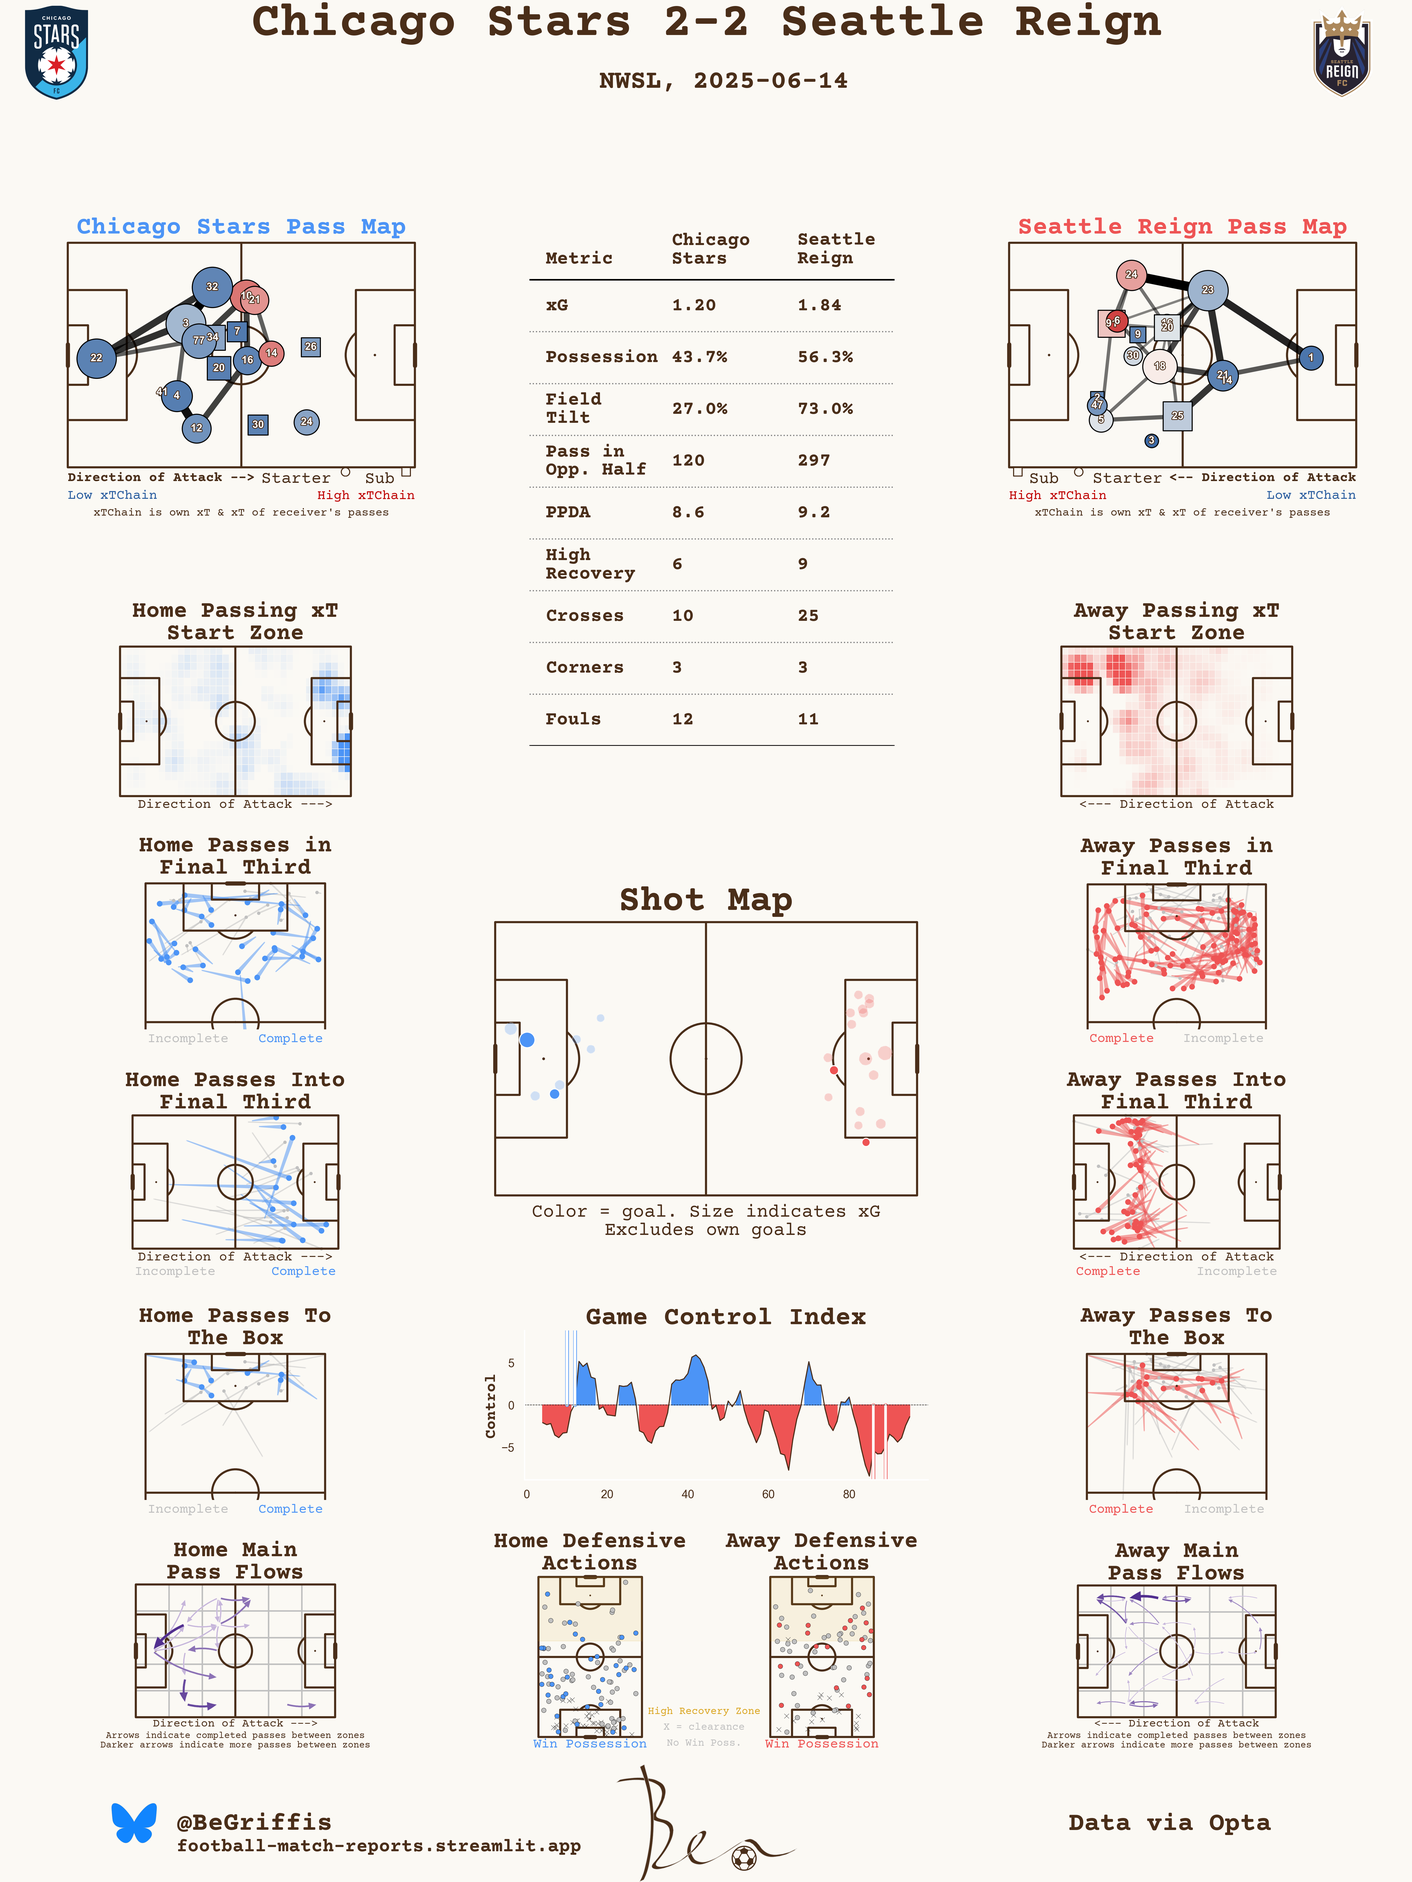 Chicago Stars 2-2 Seattle Reign
NWSL, 2025-06-14
CHICAGO
STARS
FC
SEATTLE
REIGN
FC
Chicago Stars Pass Map
32
10
21
3
77
34
7
22
16
14
26
20
41
4
12
30
24
Direction of Attack --> Starter Sub
Low xTChain High xTChain
xTChain is own xT & xT of receiver's passes
Metric Chicago Stars Seattle Reign
xG 1.20 1.84
Possession 43.7% 56.3%
Field Tilt 27.0% 73.0%
Pass in Opp. Half 120 297
PPDA 8.6 9.2
High Recovery 6 9
Crosses 10 25
Corners 3 3
Fouls 12 11
Seattle Reign Pass Map
24
23
6
9
16
20
30
18
21
14
1
2
47
5
25
3
Sub Starter <-- Direction of Attack
High xTChain Low xTChain
xTChain is own xT & xT of receiver's passes
Home Passing xT
Start Zone
Direction of Attack --->
Away Passing xT
Start Zone
<--- Direction of Attack
Home Passes in
Final Third
Incomplete Complete
Away Passes in
Final Third
Complete Incomplete
Shot Map
Color = goal. Size indicates xG
Excludes own goals
Home Passes Into
Final Third
Direction of Attack --->
Incomplete Complete
Away Passes Into
Final Third
<--- Direction of Attack
Complete Incomplete
Home Passes To
The Box
Incomplete Complete
Game Control Index
Control
5
0
−5
0 20 40 60 80
Away Passes To
The Box
Complete Incomplete
Home Main
Pass Flows
Direction of Attack --->
Arrows indicate completed passes between zones
Darker arrows indicate more passes between zones
Home Defensive
Actions
Win Possession
High Recovery Zone
X = clearance
No Win Poss.
Away Defensive
Actions
Win Possession
Away Main
Pass Flows
<--- Direction of Attack
Arrows indicate completed passes between zones
Darker arrows indicate more passes between zones
@BeGriffis
football-match-reports.streamlit.app
Ben
Data via Opta